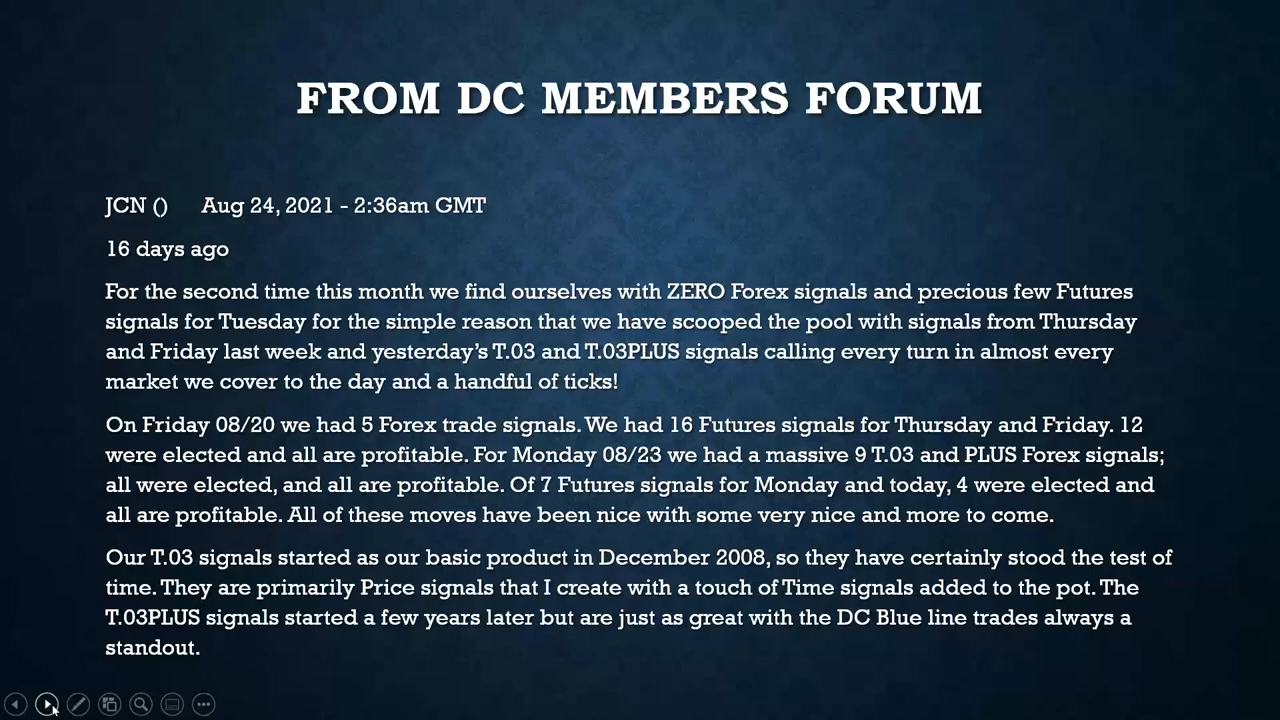 FROM DC MEMBERS FORUM
JCN () Aug 24, 2021 - 2:36am GMT
16 days ago
For the second time this month we find ourselves with ZERO Forex signals and precious few Futures
signals for Tuesday for the simple reason that we have scooped the pool with signals from Thursday
and Friday last week and yesterday's T.03 and T.03PLUS signals calling every turn in almost every
market we cover to the day and a handful of ticks!
On Friday 08/20 we had 5 Forex trade signals. We had 16 Futures signals for Thursday and Friday. 12
were elected and all are profitable. For Monday 08/23 we had a massive 9 T.03 and PLUS Forex signals;
all were elected, and all are profitable. Of 7 Futures signals for Monday and today, 4 were elected and
all are profitable. All of these moves have been nice with some very nice and more to come.
Our T.03 signals started as our basic product in December 2008, so they have certainly stood the test of
time. They are primarily Price signals that I create with a touch of Time signals added to the pot. The
T.03PLUS signals started a few years later but are just as great with the DC Blue line trades always a
standout.